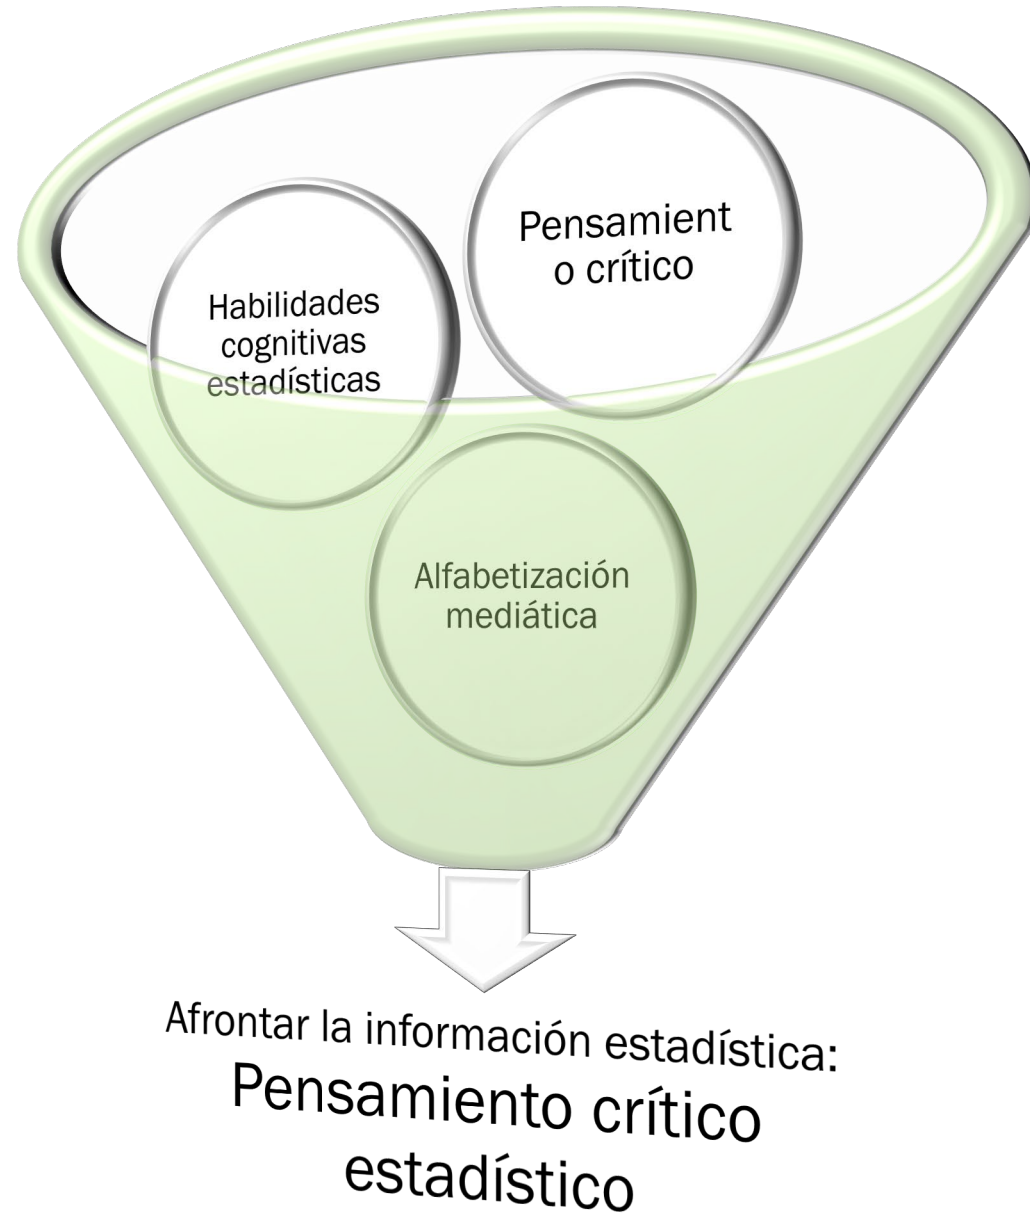 Pensamient
o crítico
Habilidades
cognitivas
estadísticas
Alfabetización
mediática
Afrontar la información estadística:
Pensamiento crítico
estadístico